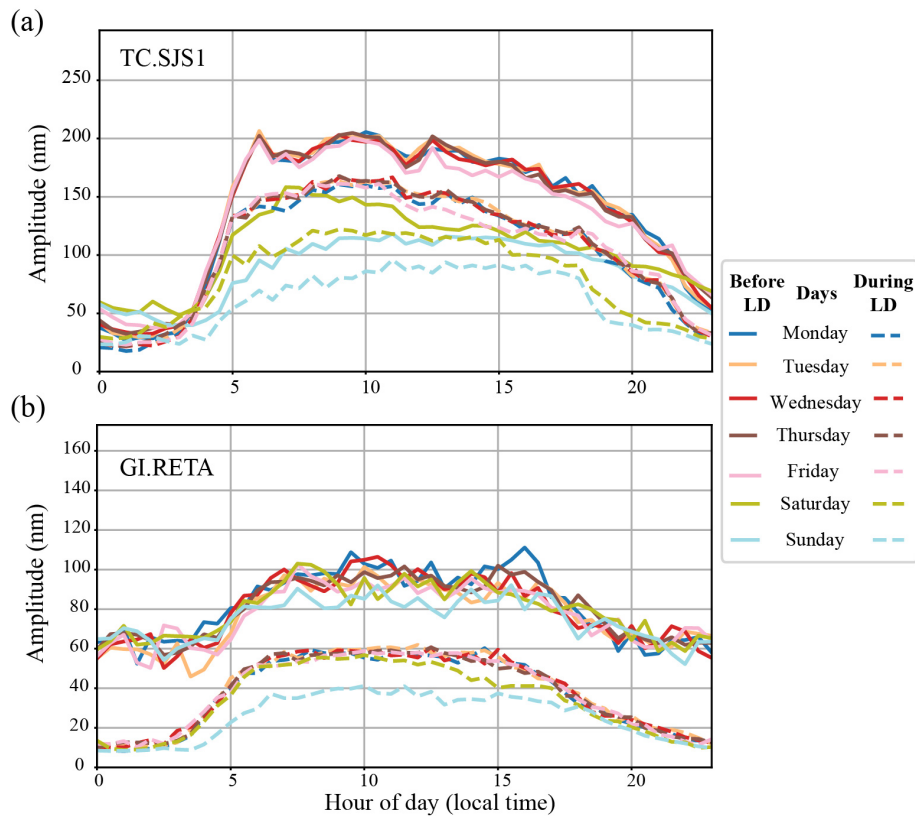 (a)
TC.SJS1
Amplitude (nm)
250
200
150
100
50
0
0 5 10 15 20
(b)
GI.RETA
Amplitude (nm)
160
140
120
100
80
60
40
20
0
0 5 10 15 20
Hour of day (local time)
Before LD Days During LD
Monday
Tuesday
Wednesday
Thursday
Friday
Saturday
Sunday